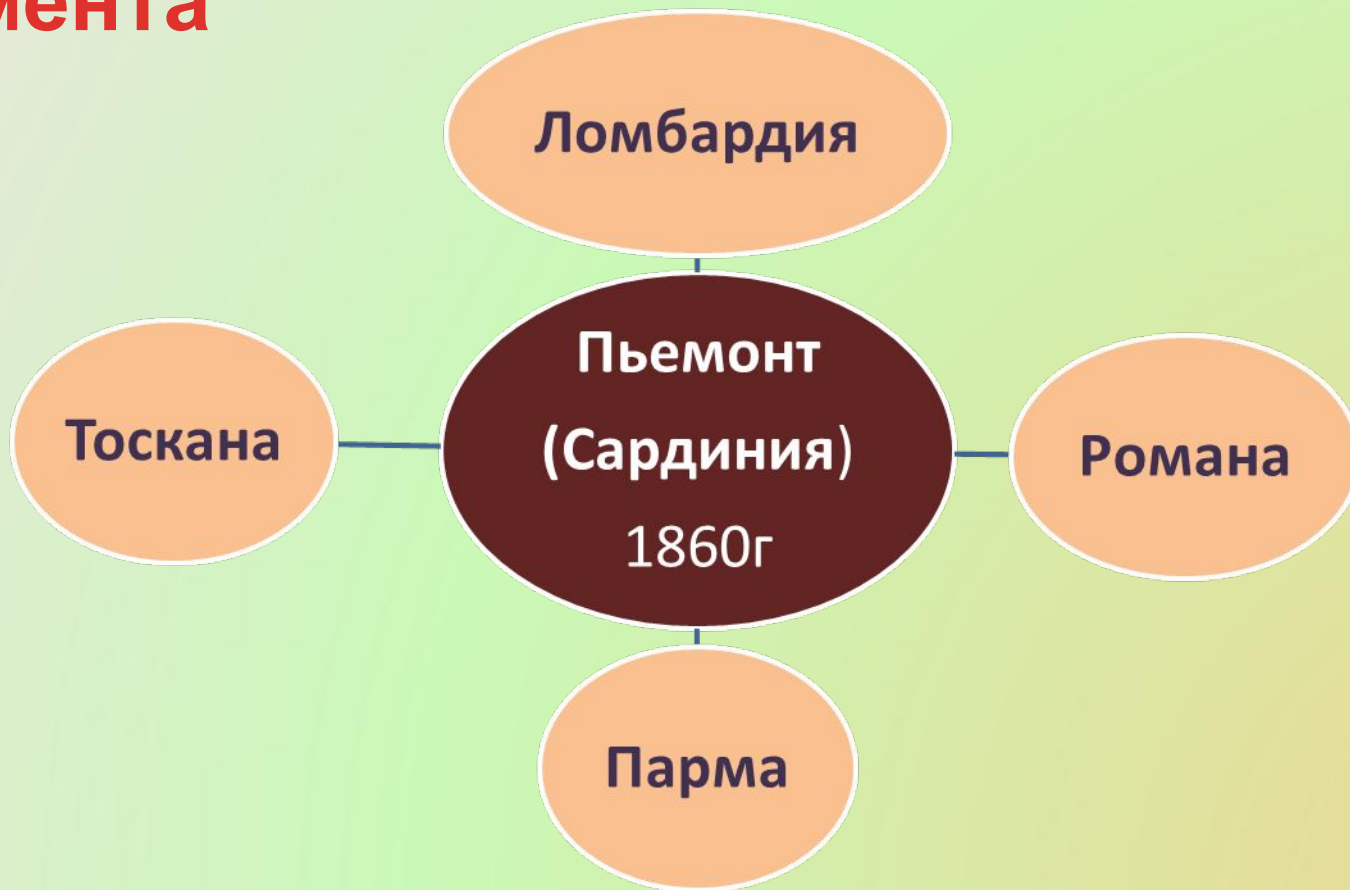 мента
Ломбардия
Пьемонт
(Сардиния)
1860г
Тоскана
Романа
Парма